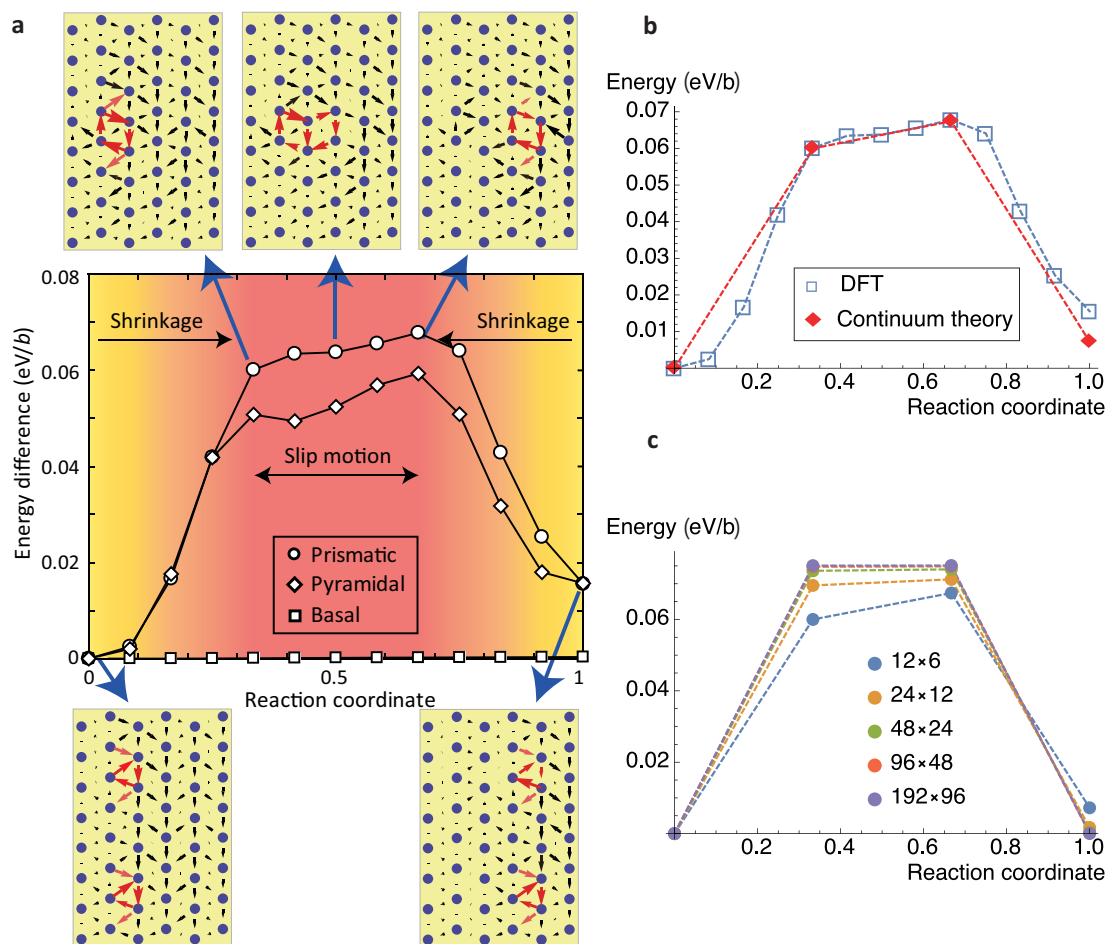 a
0.08
0.06
0.04
0.02
0
Energy difference (eV/b)
Shrinkage
Shrinkage
Slip motion
Prismatic
Pyramidal
Basal
0
0.5
1
Reaction coordinate
b
Energy (eV/b)
0.07
0.06
0.05
0.04
0.03
0.02
0.01
DFT
Continuum theory
0.2
0.4
0.6
0.8
1.0
Reaction coordinate
c
Energy (eV/b)
0.06
0.04
0.02
12×6
24×12
48×24
96×48
192×96
0.2
0.4
0.6
0.8
1.0
Reaction coordinate